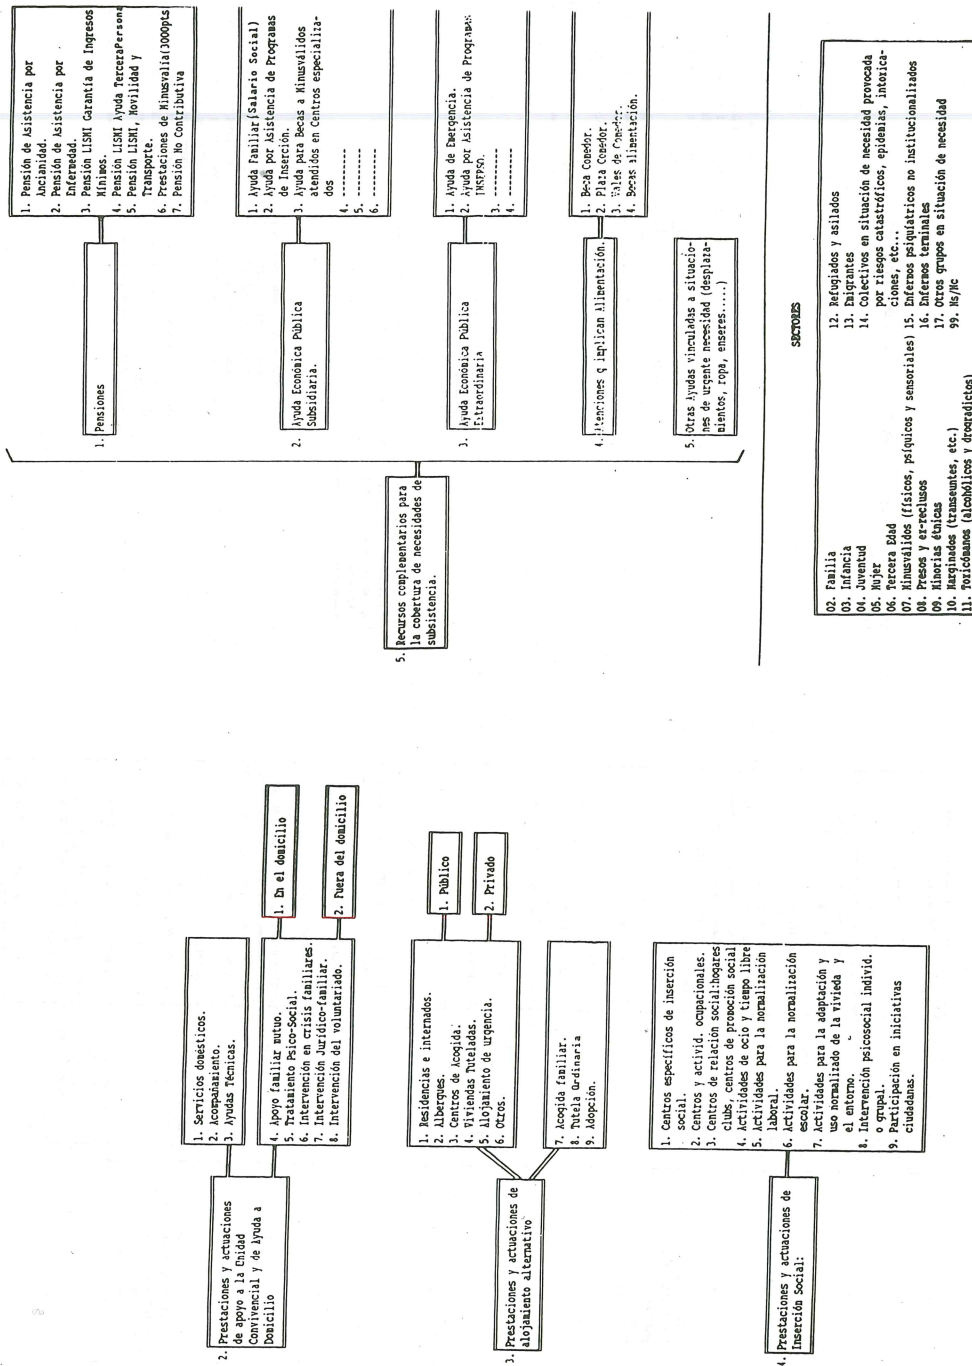 2. Prestaciones y actuaciones
de apoyo a la Unidad
Convivencial y de Ayuda a
Domicilio
1. Servicios domésticos.
2. Acompañamiento.
3. Ayudas Técnicas.
4. Apoyo familiar mutuo.
5. Tratamiento Psico-Social.
6. Intervención en crisis familiares.
7. Intervención Jurídico-familiar.
8. Intervención del voluntariado.
1. En el domicilio
2. Fuera del domicilio
3. Prestaciones y actuaciones de
alojamiento alternativo
1. Residencias e internados.
2. Albergues.
3. Centros de Acogida.
4. Viviendas Tuteladas.
5. Alojamiento de urgencia.
6. Otros.
1. Público
2. Privado
7. Acogida familiar.
8. Tutela Ordinaria
9. Adopción.
4. Prestaciones y actuaciones de
Inserción Social:
1. Centros específicos de inserción
social.
2. Centros y activid. ocupacionales.
3. Centros de relación social:hogares
clubs, centros de promoción social
4. Actividades de ocio y tiempo libre
5. Actividades para la normalización
laboral.
6. Actividades para la normalización
escolar.
7. Actividades para la adaptación y
uso normalizado de la vivieda y
el entorno.
8. Intervención psicosocial individ.
o grupal.
9. Participación en iniciativas
ciudadanas.
5. Recursos complementarios para
la cobertura de necesidades de
subsistencia.
1. Pensiones
1. Pensión de Asistencia por
Ancianidad.
2. Pensión de Asistencia por
Enfermedad.
3. Pensión LISMI Garantía de Ingresos
Mínimos.
4. Pensión LISMI Ayuda TerceraPersona
5. Pensión LISMI, Movilidad y
Transporte.
6. Prestaciones de Minusvalía(3000pts
7. Pensión No Contributiva
2. Ayuda Económica Pública
Subsidiaria.
1. Ayuda Familiar(Salario Social)
2. Ayuda por Asistencia de Programas
de Inserción.
3. Ayuda para Becas a Minusválidos
atendidos en Centros especializa-
dos
4. -----------
5. -----------
6. -----------
3. Ayuda Económica Pública
Extraordinaria
1. Ayuda de Emergencia.
2. Ayuda por Asistencia de Programas
INSERSO.
3. ----------
4. ----------
4. Atenciones q implican Alimentación.
1. Beca Comedor.
2. Plaza Comedor.
3. Vales de Comedor.
4. Becas alimentación.
5. Otras Ayudas vinculadas a situacio-
nes de urgente necesidad (desplaza-
mientos, ropa, enseres.....)
SECTORES
02. Familia
03. Infancia
04. Juventud
05. Mujer
06. Tercera Edad
07. Minusválidos (físicos, psíquicos y sensoriales)
08. Presos y ex-reclusos
09. Minorías étnicas
10. Marginados (transeuntes, etc.)
11. Toxicómanos (alcohólicos y drogradictos)
12. Refugiados y asilados
13. Emigrantes
14. Colectivos en situación de necesidad provocada
por riesgos catastróficos, epidemias, intoxica-
ciones, etc...
15. Enfermos psiquíatricos no institucionalizados
16. Enfermos terminales
17. Otros grupos en situación de necesidad
99. Ns/Nc